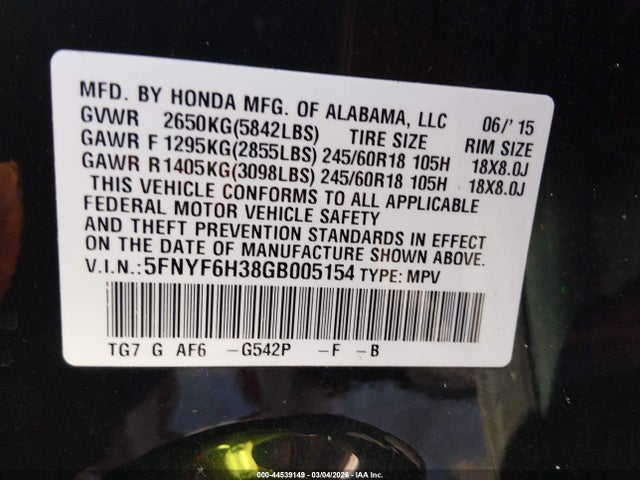 MFD. BY HONDA MFG. OF ALABAMA, LLC 06/'15
GVWR 2650KG(5842LBS) TIRE SIZE RIM SIZE
GAWR F 1295KG(2855LBS) 245/60R18 105H 18X8.0J
GAWR R 1405KG(3098LBS) 245/60R18 105H 18X8.0J
THIS VEHICLE CONFORMS TO ALL APPLICABLE
FEDERAL MOTOR VEHICLE SAFETY
AND THEFT PREVENTION STANDARDS IN EFFECT
ON THE DATE OF MANUFACTURE SHOWN ABOVE.
V.I.N.:5FNYF6H38GB005154 TYPE: MPV
TG7 G AF6 -G542P -F -B
000-44539149 - 03/04/2026 - IAA Inc.